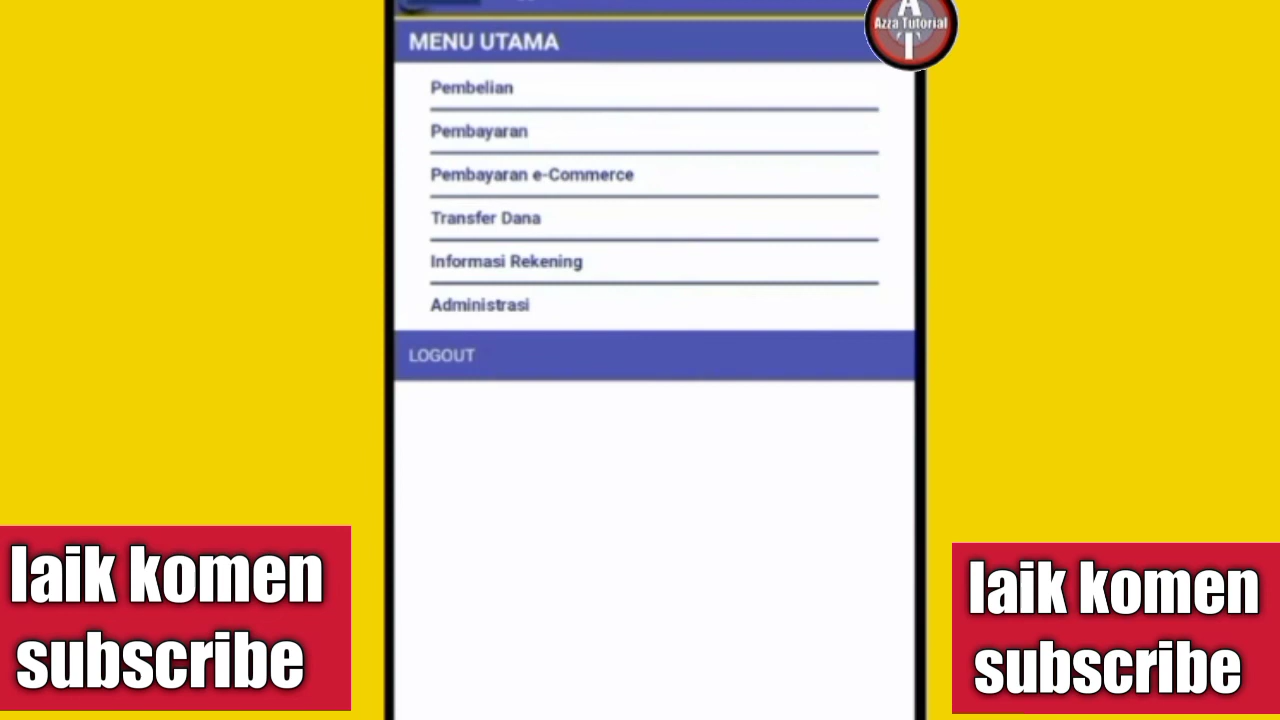 A
Azza Tutorial
T
MENU UTAMA
Pembelian
Pembayaran
Pembayaran e-Commerce
Transfer Dana
Informasi Rekening
Administrasi
LOGOUT
laik komen
subscribe
laik komen
subscribe